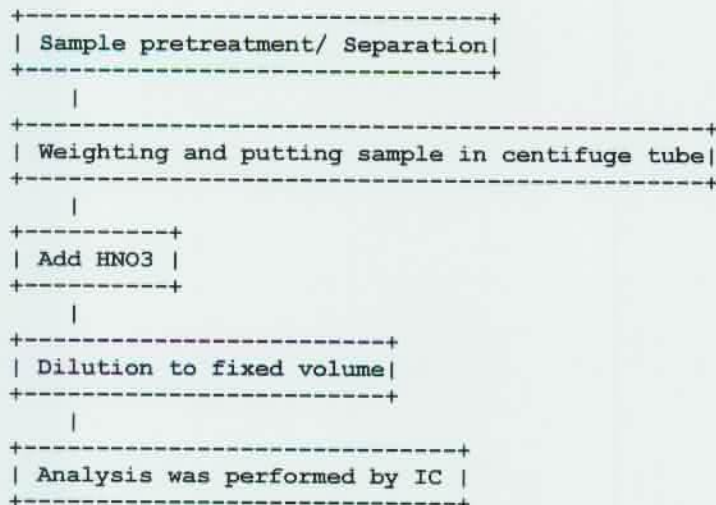 Sample pretreatment/ Separation
Weighting and putting sample in centifuge tube
Add HNO3
Dilution to fixed volume
Analysis was performed by IC